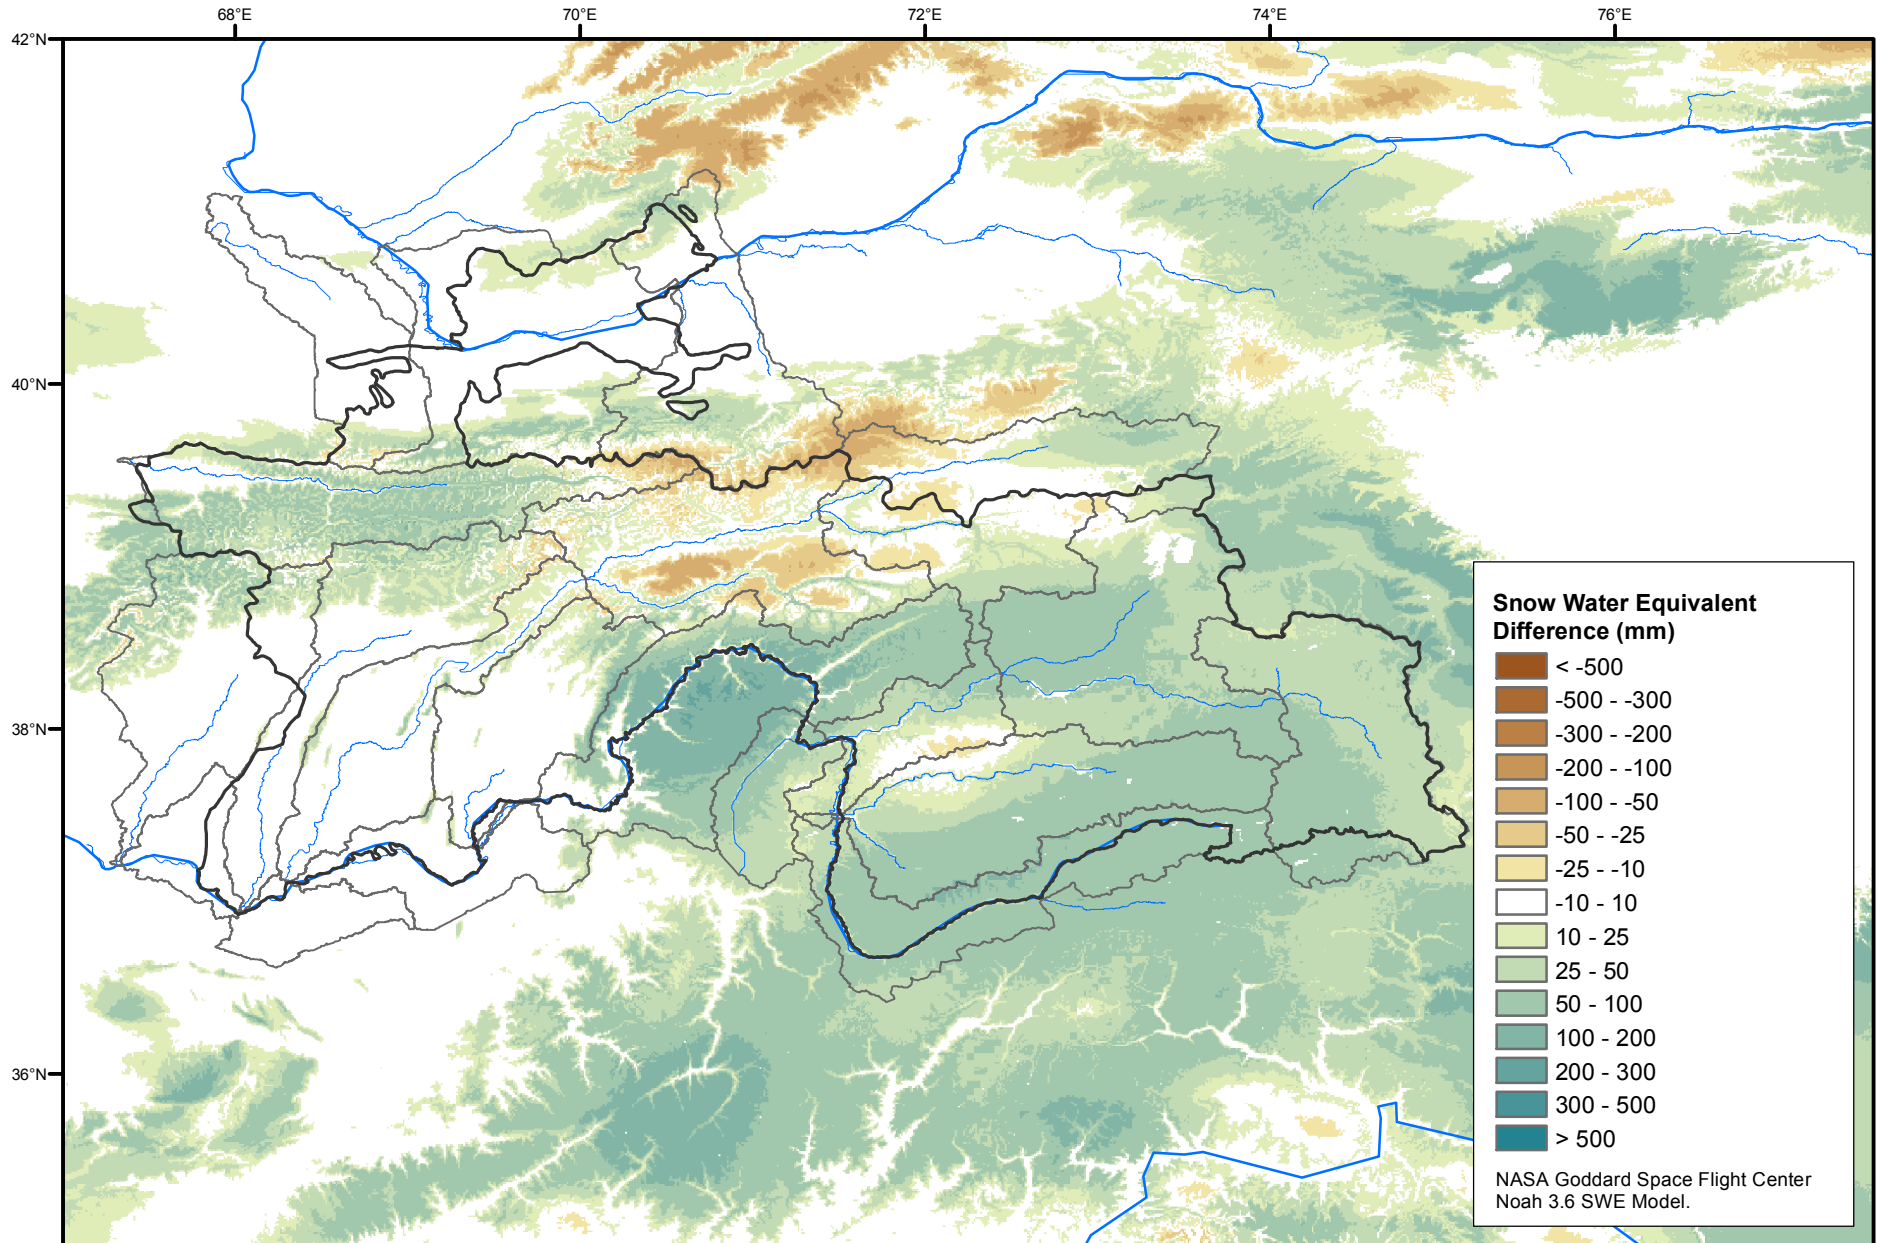 68°E
70°E
72°E
74°E
76°E
42°N
40°N
38°N
36°N
Snow Water Equivalent
Difference (mm)
< -500
-500 - -300
-300 - -200
-200 - -100
-100 - -50
-50 - -25
-25 - -10
-10 - 10
10 - 25
25 - 50
50 - 100
100 - 200
200 - 300
300 - 500
> 500
NASA Goddard Space Flight Center
Noah 3.6 SWE Model.